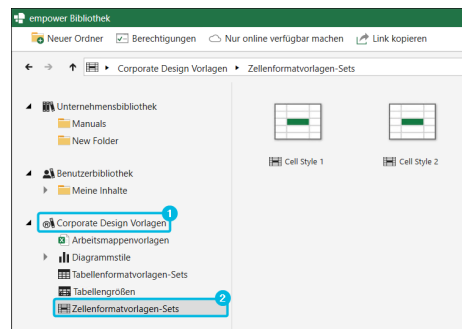 empower Bibliothek
Neuer Ordner Berechtigungen Nur online verfügbar machen Link kopieren
Corporate Design Vorlagen Zellenformatvorlagen-Sets
Unternehmensbibliothek
Manuals
New Folder
Cell Style 1 Cell Style 2
Benutzerbibliothek
Meine Inhalte
1
Corporate Design Vorlagen
Arbeitsmappenvorlagen
Diagrammstile
Tabellenformatvorlagen-Sets
Tabellengrößen
2
Zellenformatvorlagen-Sets